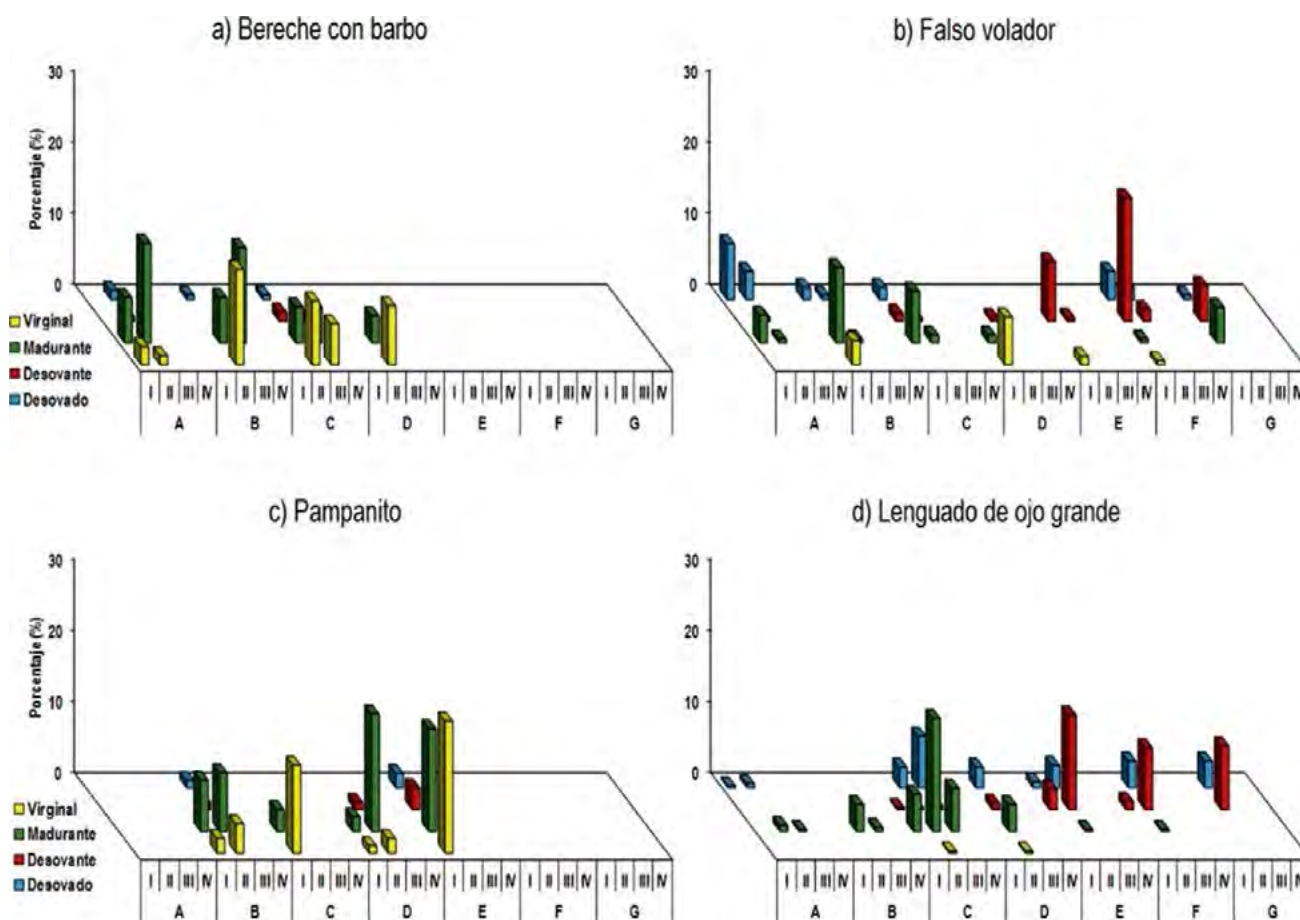 a) Bereche con barbo
30
20
10
0
Porcentaje (%)
Virginal
Madurante
Desovante
Desovado
I II III IV I II III IV I II III IV I II III IV I II III IV I II III IV I II III IV
A B C D E F G
b) Falso volador
30
20
10
0
I II III IV I II III IV I II III IV I II III IV I II III IV I II III IV I II III IV
A B C D E F G
c) Pampanito
30
20
10
0
Porcentaje (%)
Virginal
Madurante
Desovante
Desovado
I II III IV I II III IV I II III IV I II III IV I II III IV I II III IV I II III IV
A B C D E F G
d) Lenguado de ojo grande
30
20
10
0
I II III IV I II III IV I II III IV I II III IV I II III IV I II III IV I II III IV
A B C D E F G